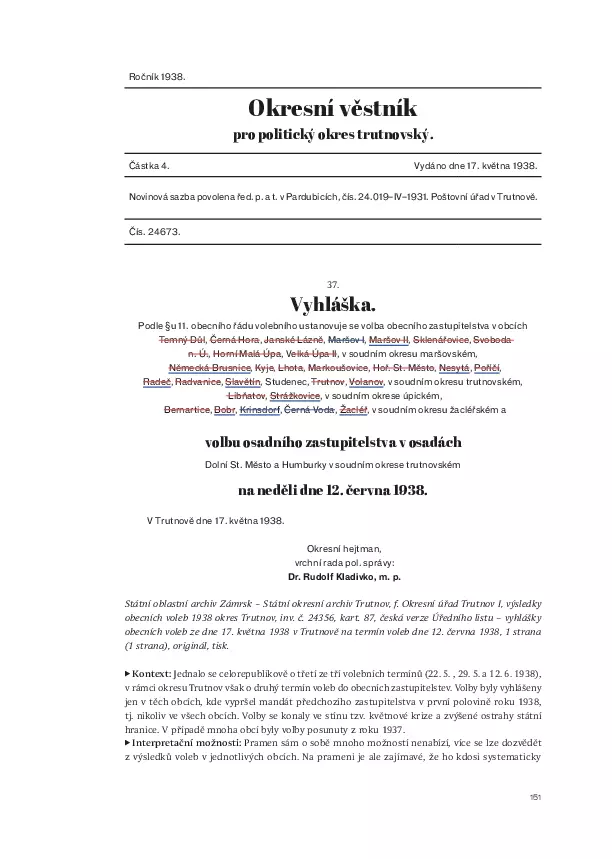 Ročník 1938.
Okresní věstník
pro politický okres trutnovský.
Částka 4. Vydáno dne 17. května 1938.
Novinová sazba povolena řed. p. a t. v Pardubicích, čís. 24.019–IV–1931. Poštovní úřad v Trutnově.
Čís. 24673.
37.
Vyhláška.
Podle §u 11. obecního řádu volebního ustanovuje se volba obecního zastupitelstva v obcích
Temný Důl, Černá Hora, Janské Lázně, Maršov I, Maršov II, Sklenářovice, Svoboda
n. Ú., Horní Malá Úpa, Velká Úpa II, v soudním okresu maršovském,
Německá Brusnice, Kyje, Lhota, Markoušovice, Hoř. St. Město, Nesytá, Poříčí,
Radeč, Radvanice, Slavětín, Studenec, Trutnov, Volanov, v soudním okresu trutnovském,
Libňatov, Strážkovice, v soudním okrese úpickém,
Bernartice, Bobr, Krinsdorf, Černá Voda, Žacléř, v soudním okresu žacléřském a
volbu osadního zastupitelstva v osadách
Dolní St. Město a Humburky v soudním okrese trutnovském
na neděli dne 12. června 1938.
V Trutnově dne 17. května 1938.
Okresní hejtman,
vrchní rada pol. správy:
Dr. Rudolf Kladivko, m. p.
Státní oblastní archiv Zámrsk – Státní okresní archiv Trutnov, f. Okresní úřad Trutnov I, výsledky
obecních voleb 1938 okres Trutnov, inv. č. 24356, kart. 87, česká verze Úředního listu – vyhlášky
obecních voleb ze dne 17. května 1938 v Trutnově na termín voleb dne 12. června 1938, 1 strana
(1 strana), originál, tisk.
▶ Kontext: Jednalo se celorepublikově o třetí ze tří volebních termínů (22. 5. , 29. 5. a 12. 6. 1938),
v rámci okresu Trutnov však o druhý termín voleb do obecních zastupitelstev. Volby byly vyhlášeny
jen v těch obcích, kde vypršel mandát předchozího zastupitelstva v první polovině roku 1938,
tj. nikoliv ve všech obcích. Volby se konaly ve stínu tzv. květnové krize a zvýšené ostrahy státní
hranice. V případě mnoha obcí byly volby posunuty z roku 1937.
▶ Interpretační možnosti: Pramen sám o sobě mnoho možností nenabízí, více se lze dozvědět
z výsledků voleb v jednotlivých obcích. Na prameni je ale zajímavé, že ho kdosi systematicky
151